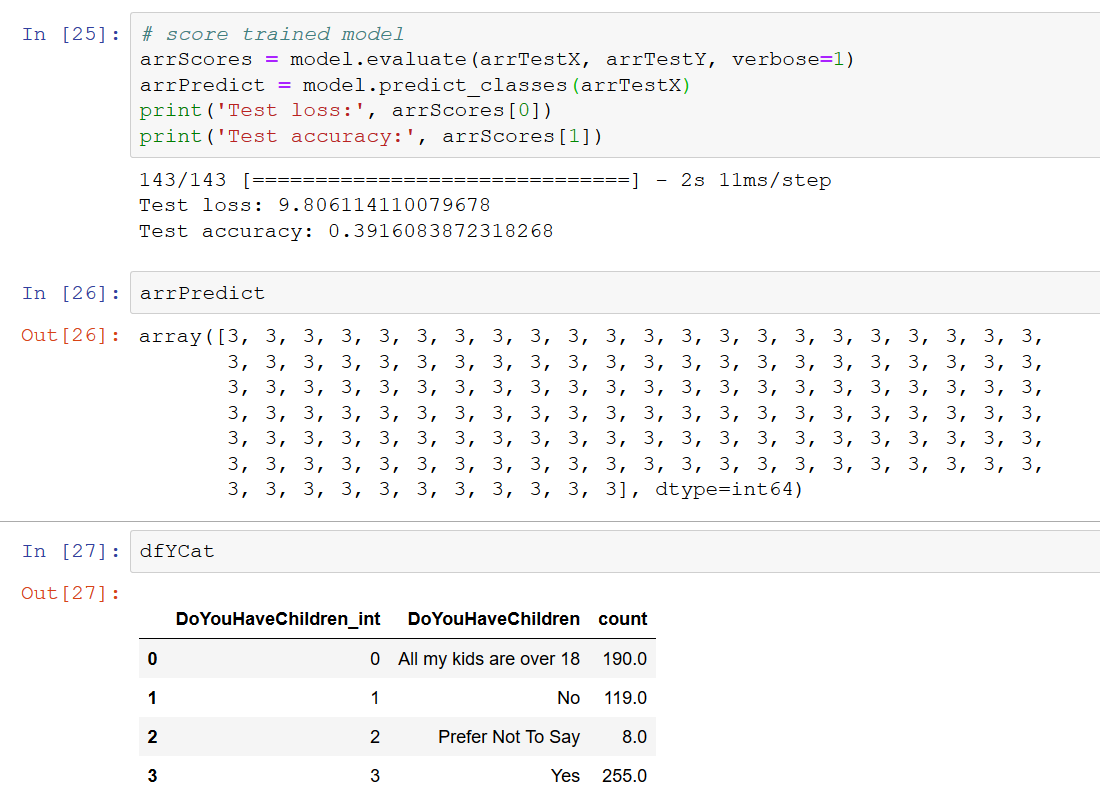 In [25]: # score trained model
arrScores = model.evaluate(arrTestX, arrTestY, verbose=1)
arrPredict = model.predict_classes(arrTestX)
print('Test loss:', arrScores[0])
print('Test accuracy:', arrScores[1])
143/143 [==============================] - 2s 11ms/step
Test loss: 9.806114110079678
Test accuracy: 0.3916083872318268
In [26]: arrPredict
Out[26]: array([3, 3, 3, 3, 3, 3, 3, 3, 3, 3, 3, 3, 3, 3, 3, 3, 3, 3, 3, 3, 3, 3,
3, 3, 3, 3, 3, 3, 3, 3, 3, 3, 3, 3, 3, 3, 3, 3, 3, 3, 3, 3, 3, 3,
3, 3, 3, 3, 3, 3, 3, 3, 3, 3, 3, 3, 3, 3, 3, 3, 3, 3, 3, 3, 3, 3,
3, 3, 3, 3, 3, 3, 3, 3, 3, 3, 3, 3, 3, 3, 3, 3, 3, 3, 3, 3, 3, 3,
3, 3, 3, 3, 3, 3, 3, 3, 3, 3, 3, 3, 3, 3, 3, 3, 3, 3, 3, 3, 3, 3,
3, 3, 3, 3, 3, 3, 3, 3, 3, 3, 3, 3, 3, 3, 3, 3, 3, 3, 3, 3, 3, 3,
3, 3, 3, 3, 3, 3, 3, 3, 3, 3, 3], dtype=int64)
In [27]: dfYCat
Out[27]:
DoYouHaveChildren_int DoYouHaveChildren count
0 0 All my kids are over 18 190.0
1 1 No 119.0
2 2 Prefer Not To Say 8.0
3 3 Yes 255.0